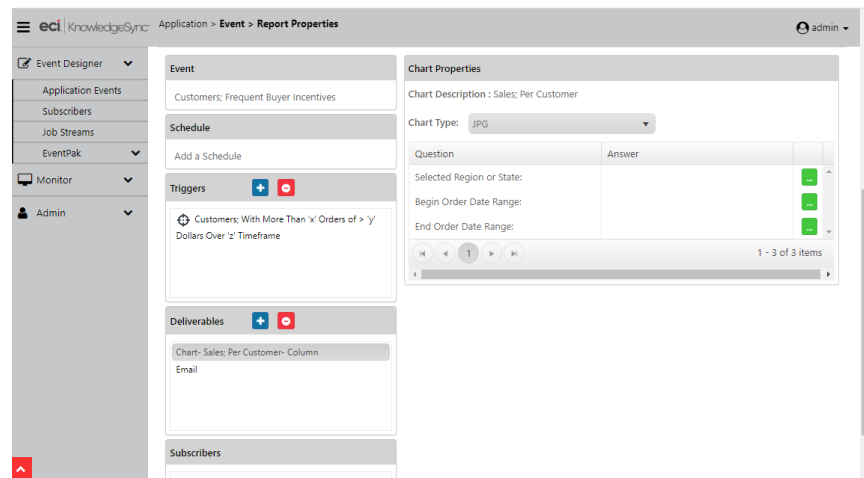 eci KnowledgeSync
Application > Event > Report Properties
admin
Event Designer
Application Events
Subscribers
Job Streams
EventPak
Monitor
Admin
Event
Customers; Frequent Buyer Incentives
Schedule
Add a Schedule
Triggers
Customers; With More Than 'x' Orders of > 'y'
Dollars Over 'z' Timeframe
Deliverables
Chart- Sales; Per Customer- Column
Email
Subscribers
Chart Properties
Chart Description : Sales; Per Customer
Chart Type: JPG
Question Answer
Selected Region or State: ...
Begin Order Date Range: ...
End Order Date Range: ...
1 1 - 3 of 3 items